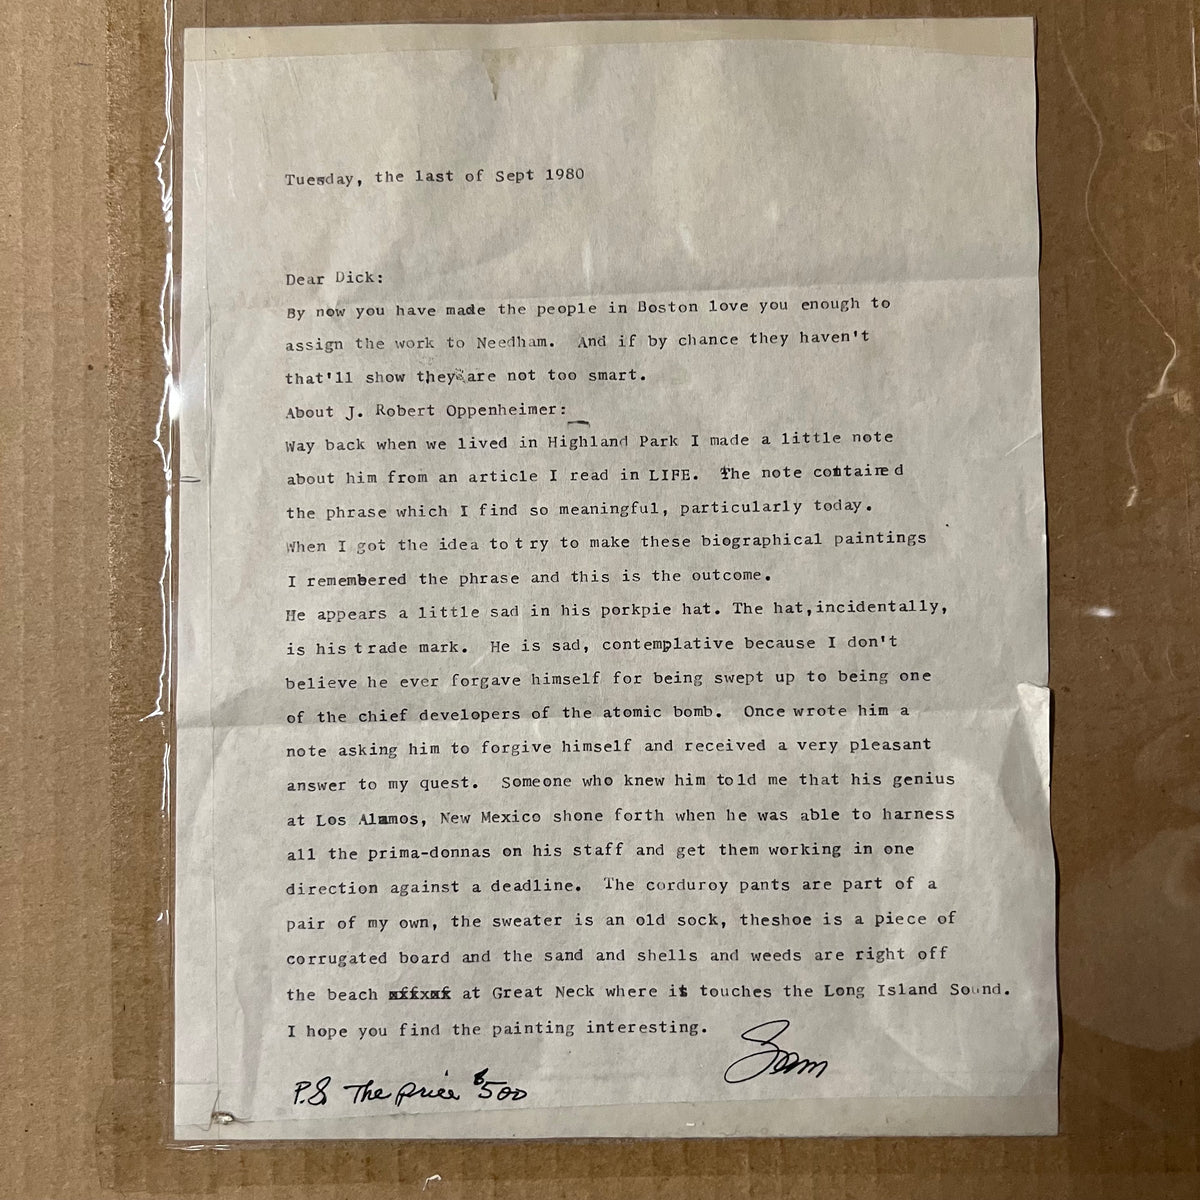 Tuesday, the last of Sept 1980
Dear Dick:
By now you have made the people in Boston love you enough to
assign the work to Needham. And if by chance they haven't
that'll show they are not too smart.
About J. Robert Oppenheimer:
Way back when we lived in Highland Park I made a little note
about him from an article I read in LIFE. The note contained
the phrase which I find so meaningful, particularly today.
When I got the idea to try to make these biographical paintings
I remembered the phrase and this is the outcome.
He appears a little sad in his porkpie hat. The hat, incidentally,
is his trade mark. He is sad, contemplative because I don't
believe he ever forgave himself for being swept up to being one
of the chief developers of the atomic bomb. Once wrote him a
note asking him to forgive himself and received a very pleasant
answer to my quest. Someone who knew him told me that his genius
at Los Alamos, New Mexico shone forth when he was able to harness
all the prima-donnas on his staff and get them working in one
direction against a deadline. The corduroy pants are part of a
pair of my own, the sweater is an old sock, theshoe is a piece of
corrugated board and the sand and shells and weeds are right off
the beach at Great Neck where it touches the Long Island Sound.
I hope you find the painting interesting.
Sam
P.S. The price $500